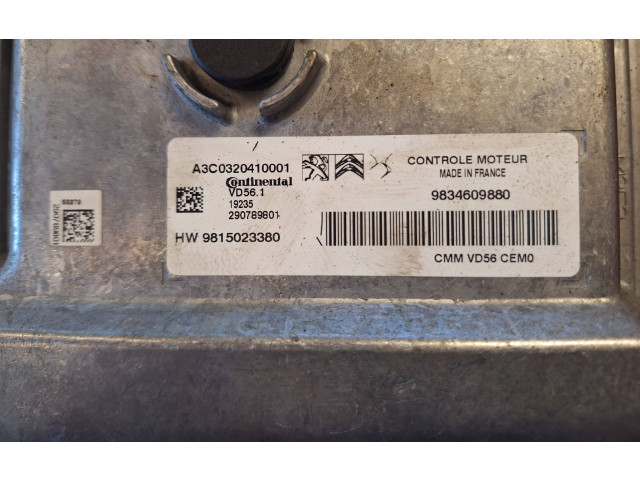 A3C0320410001
Continental
VD56.1
19235
290789801
HW 9815023380
CONTROLE MOTEUR
MADE IN FRANCE
9834609880
CMM VD56 CEM0